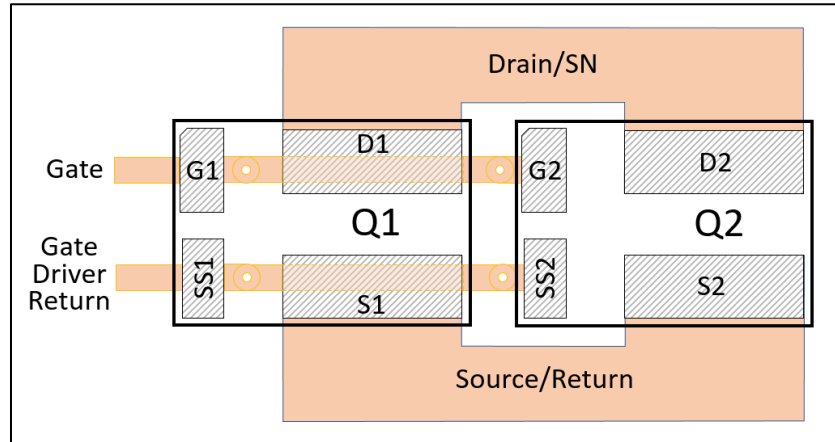 Drain/SN
Gate
G1
D1
G2
D2
Q1
Q2
Gate
Driver
Return
SS1
S1
SS2
S2
Source/Return